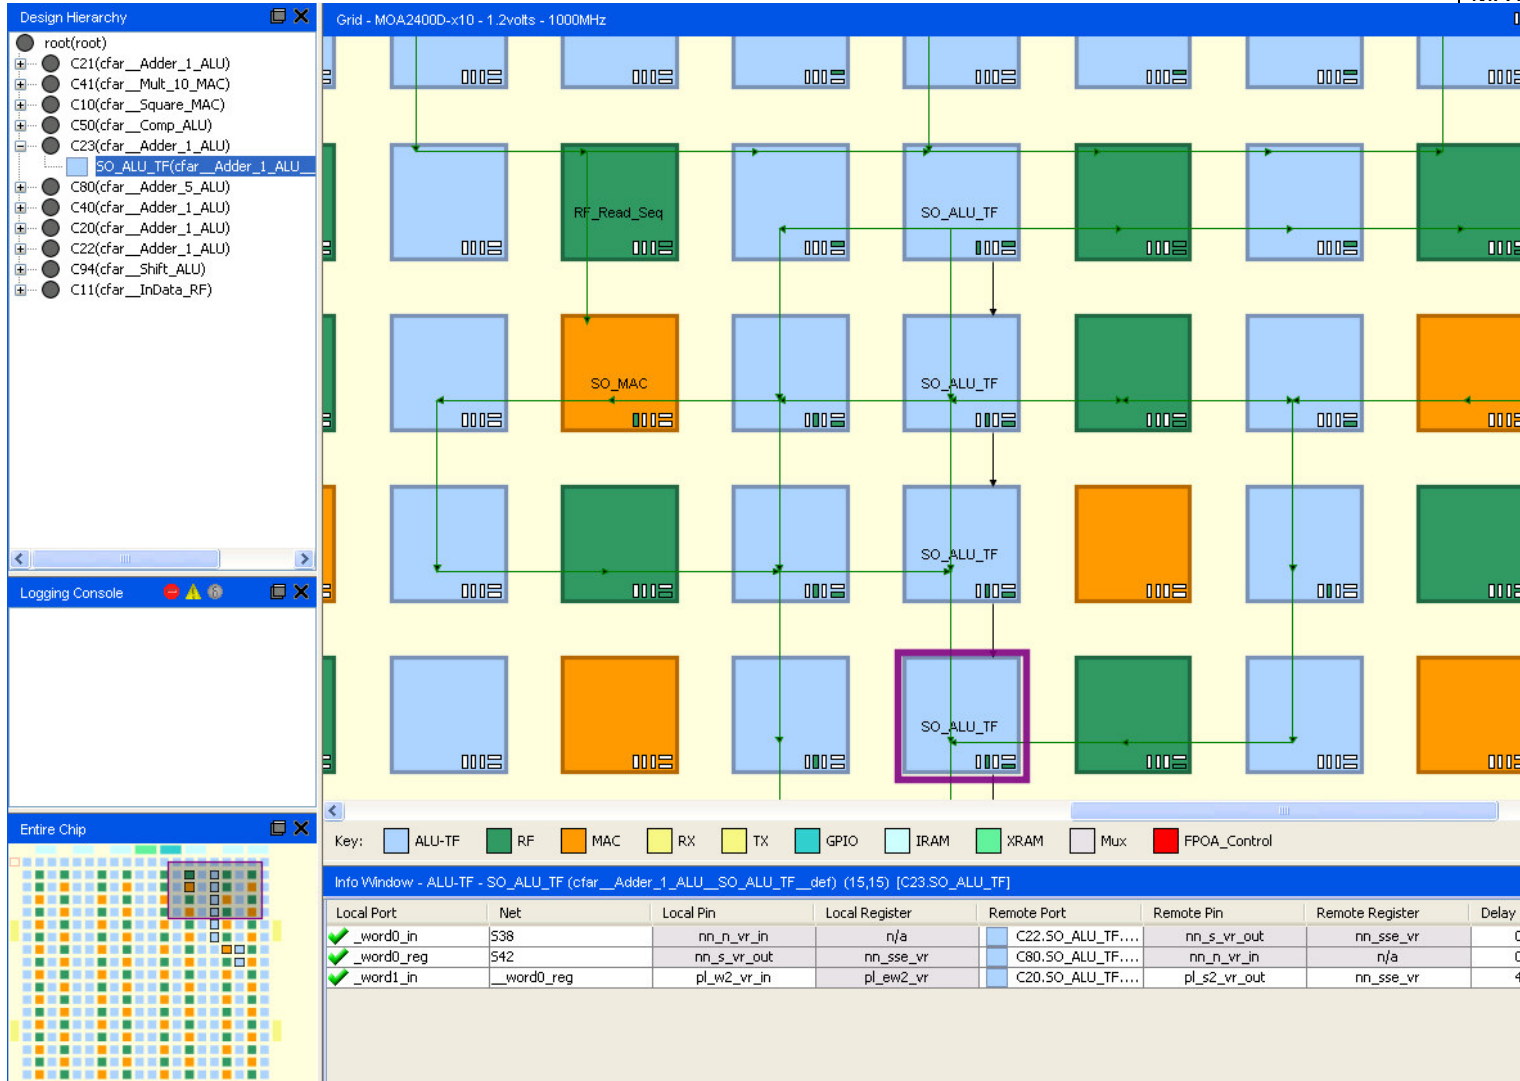 Design Hierarchy
root(root)
C21(cfar__Adder_1_ALU)
C41(cfar__Mult_10_MAC)
C10(cfar__Square_MAC)
C50(cfar__Comp_ALU)
C23(cfar__Adder_1_ALU)
SO_ALU_TF(cfar__Adder_1_ALU__
C80(cfar__Adder_5_ALU)
C40(cfar__Adder_1_ALU)
C20(cfar__Adder_1_ALU)
C22(cfar__Adder_1_ALU)
C94(cfar__Shift_ALU)
C11(cfar__InData_RF)
Logging Console
Entire Chip
Grid - MOA2400D-x10 - 1.2volts - 1000MHz
RF_Read_Seq
SO_ALU_TF
SO_MAC
SO_ALU_TF
SO_ALU_TF
SO_ALU_TF
Key: ALU-TF RF MAC RX TX GPIO IRAM XRAM Mux FPOA_Control
Info Window - ALU-TF - SO_ALU_TF (cfar__Adder_1_ALU__SO_ALU_TF__def) (15,15) [C23.SO_ALU_TF]
Local Port Net Local Pin Local Register Remote Port Remote Pin Remote Register Delay
_word0_in S38 nn_n_vr_in n/a C22.SO_ALU_TF.... nn_s_vr_out nn_sse_vr 0
_word0_reg S42 nn_s_vr_out nn_sse_vr C80.SO_ALU_TF.... nn_n_vr_in n/a 0
_word1_in __word0_reg pl_w2_vr_in pl_ew2_vr C20.SO_ALU_TF.... pl_s2_vr_out nn_sse_vr 4